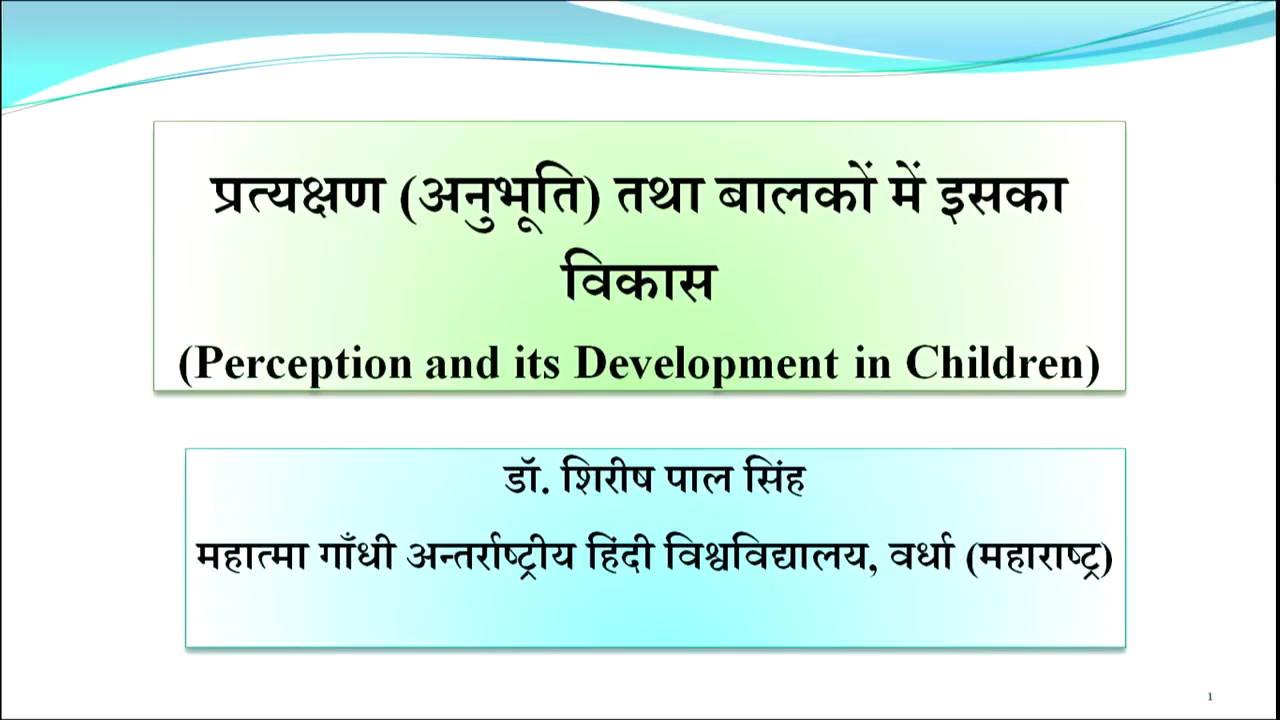 प्रत्यक्षण (अनुभूति) तथा बालकों में इसका
विकास
(Perception and its Development in Children)
डॉ. शिरीष पाल सिंह
महात्मा गाँधी अन्तर्राष्ट्रीय हिंदी विश्वविद्यालय, वर्धा (महाराष्ट्र)
1